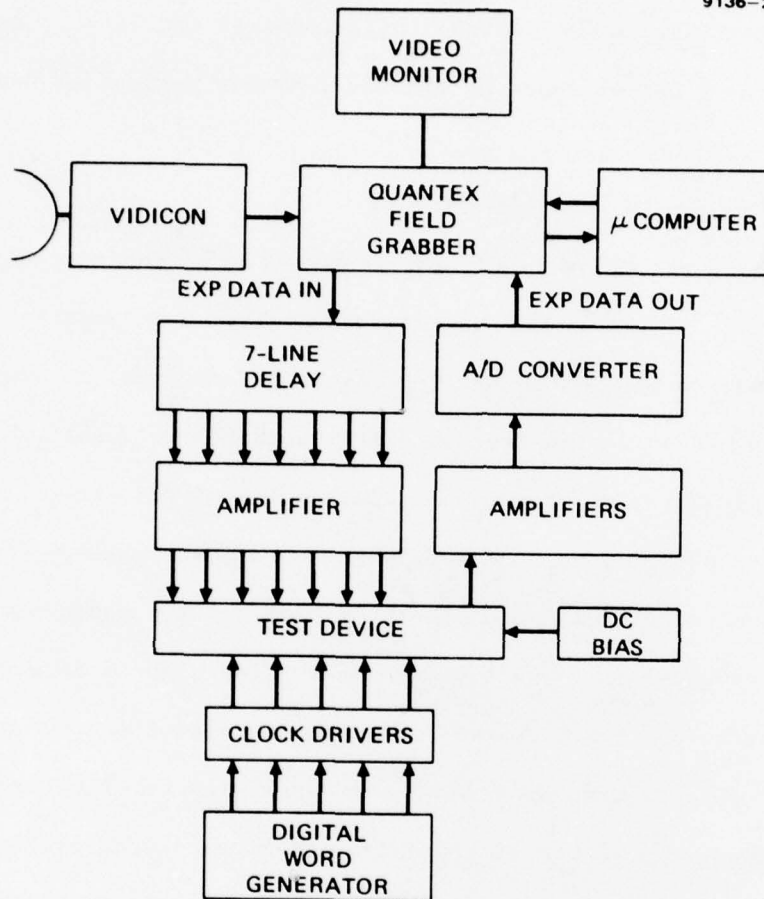 9136-
VIDEO
MONITOR
VIDICON
QUANTEX
FIELD
GRABBER
μ COMPUTER
EXP DATA IN
EXP DATA OUT
7-LINE
DELAY
A/D CONVERTER
AMPLIFIER
AMPLIFIERS
TEST DEVICE
DC
BIAS
CLOCK DRIVERS
DIGITAL
WORD
GENERATOR